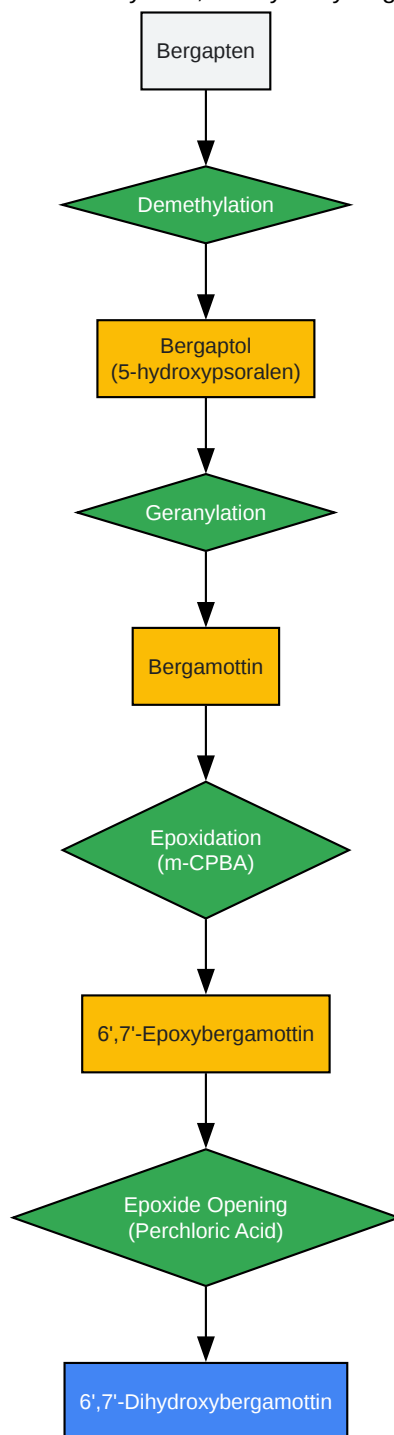 Bergapten
Demethylation
Bergaptol
(5-hydroxypsoralen)
Geranylation
Bergamottin
Epoxidation
(m-CPBA)
6',7'-Epoxybergamottin
Epoxide Opening
(Perchloric Acid)
6',7'-Dihydroxybergamottin